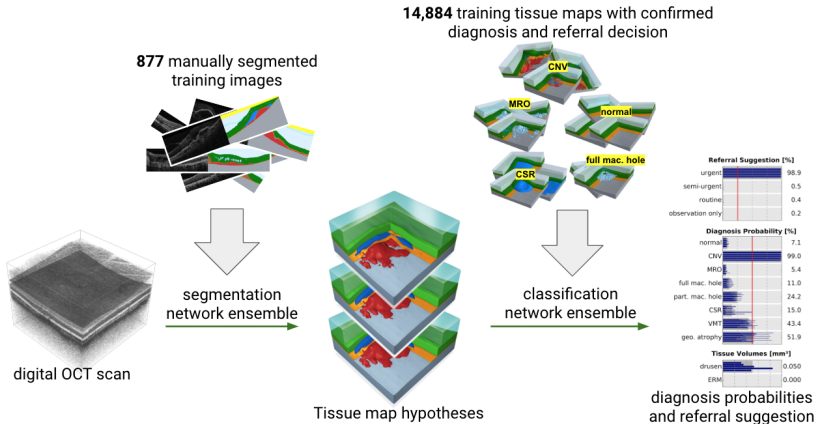 14,884 training tissue maps with confirmed
diagnosis and referral decision
877 manually segmented
training images
CNV
MRO
normal
CSR
full mac. hole
segmentation
network ensemble
classification
network ensemble
digital OCT scan
Tissue map hypotheses
Referral Suggestion [%]
urgent 98.9
semi-urgent 0.5
routine 0.4
observation only 0.2
Diagnosis Probability [%]
normal 7.1
CNV 99.0
MRO 5.4
full mac. hole 11.0
part. mac. hole 24.2
CSR 15.0
VMT 43.4
geo. atrophy 51.9
Tissue Volumes [mm³]
drusen 0.050
ERM 0.000
diagnosis probabilities
and referral suggestion